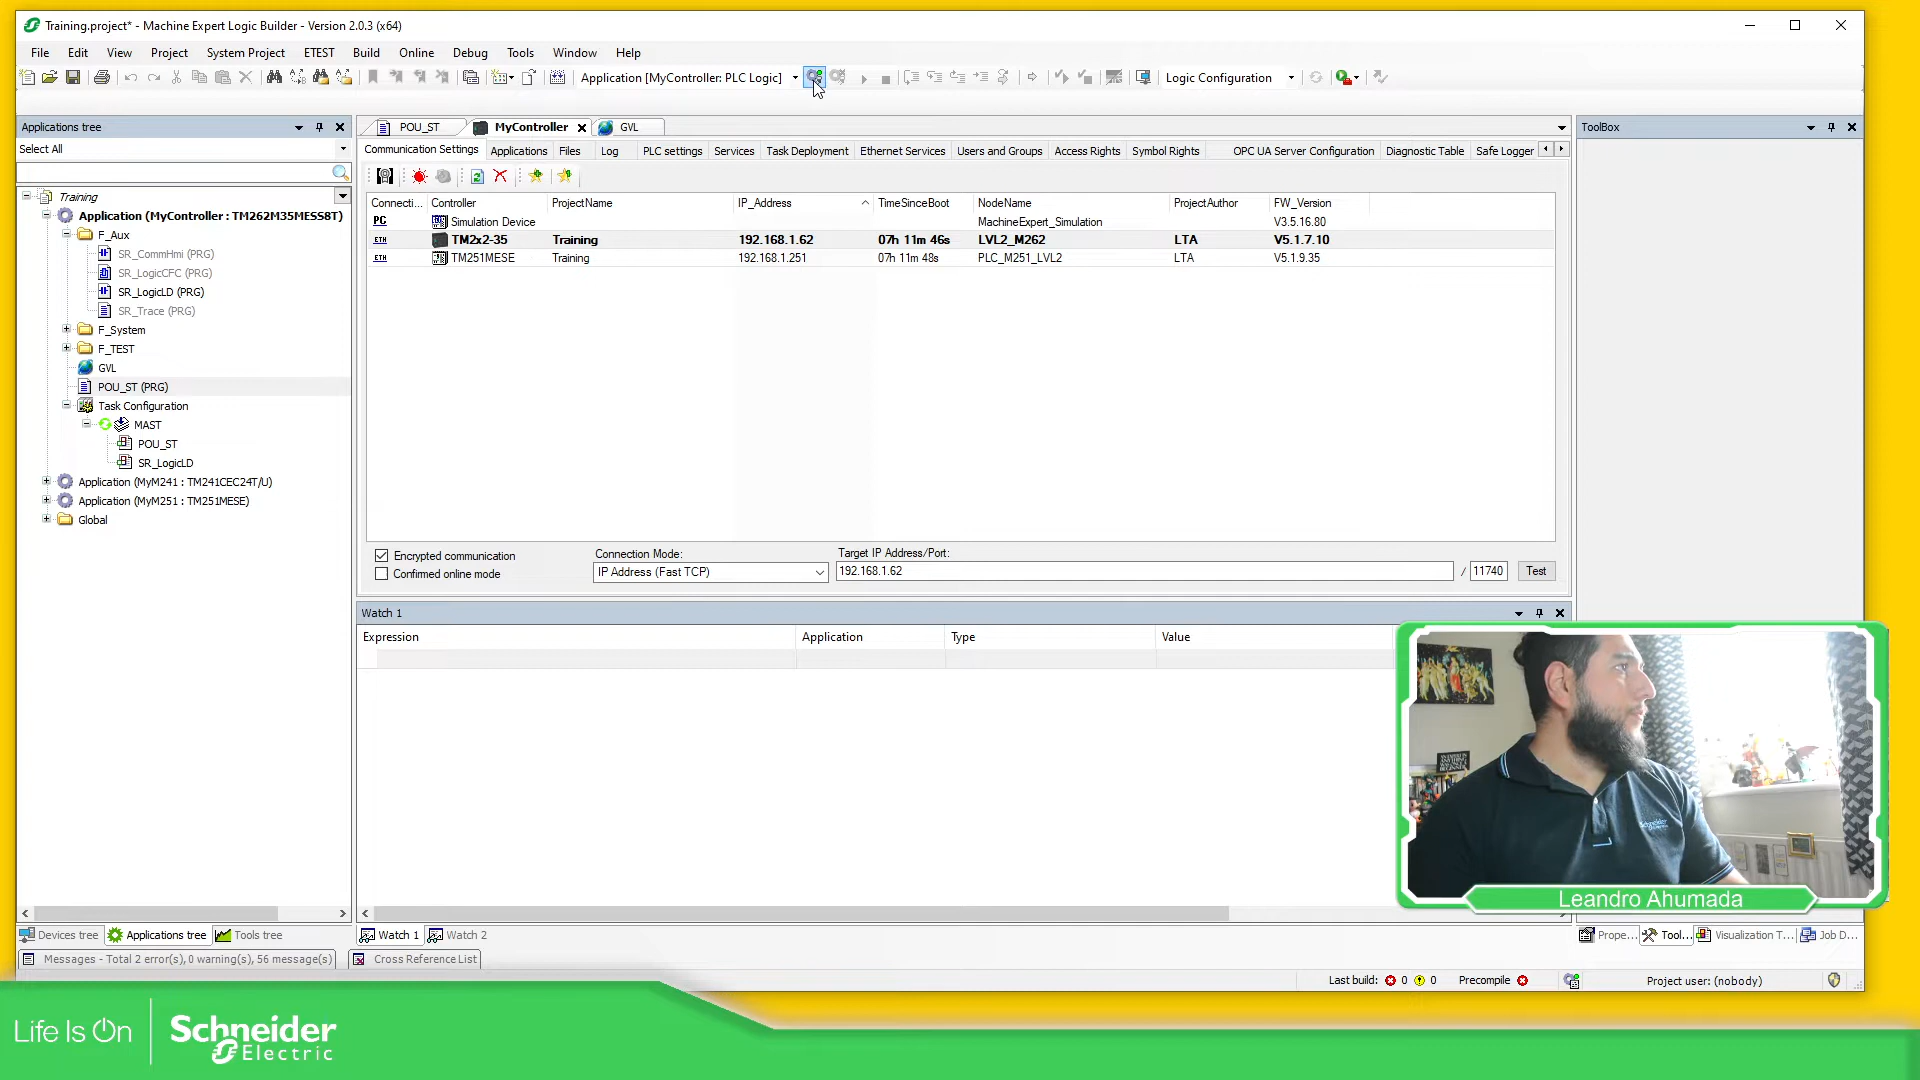 Training.project* - Machine Expert Logic Builder - Version 2.0.3 (x64)
File Edit View Project System Project ETEST Build Online Debug Tools Window Help
Application [MyController: PLC Logic] Logic Configuration
Applications tree
Select All
Training
Application (MyController : TM262M35MESS8T)
F_Aux
SR_CommHmi (PRG)
SR_LogicCFC (PRG)
SR_LogicLD (PRG)
SR_Trace (PRG)
F_System
F_TEST
GVL
POU_ST (PRG)
Task Configuration
MAST
POU_ST
SR_LogicLD
Application (MyM241 : TM241CEC24T/U)
Application (MyM251 : TM251MESE)
Global
Devices tree Applications tree Tools tree
Messages - Total 2 error(s), 0 warning(s), 56 message(s)
POU_ST MyController GVL
Communication Settings Applications Files Log PLC settings Services Task Deployment Ethernet Services Users and Groups Access Rights Symbol Rights OPC UA Server Configuration Diagnostic Table Safe Logger
Connecti... Controller ProjectName IP_Address TimeSinceBoot NodeName ProjectAuthor FW_Version
PC Simulation Device MachineExpert_Simulation V3.5.16.80
ETH TM2x2-35 Training 192.168.1.62 07h 11m 46s LVL2_M262 LTA V5.1.7.10
ETH TM251MESE Training 192.168.1.251 07h 11m 48s PLC_M251_LVL2 LTA V5.1.9.35
Encrypted communication
Confirmed online mode
Connection Mode:
IP Address (Fast TCP)
Target IP Address/Port:
192.168.1.62 / 11740 Test
Watch 1
Expression Application Type Value
Watch 1 Watch 2
Cross Reference List
ToolBox
Leandro Ahumada
Prope... Tool... Visualization T... Job D...
Last build: 0 0 Precompile Project user: (nobody)
Life Is On
Schneider
Electric